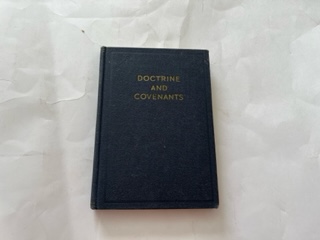 DOCTRINE
AND
COVENANTS